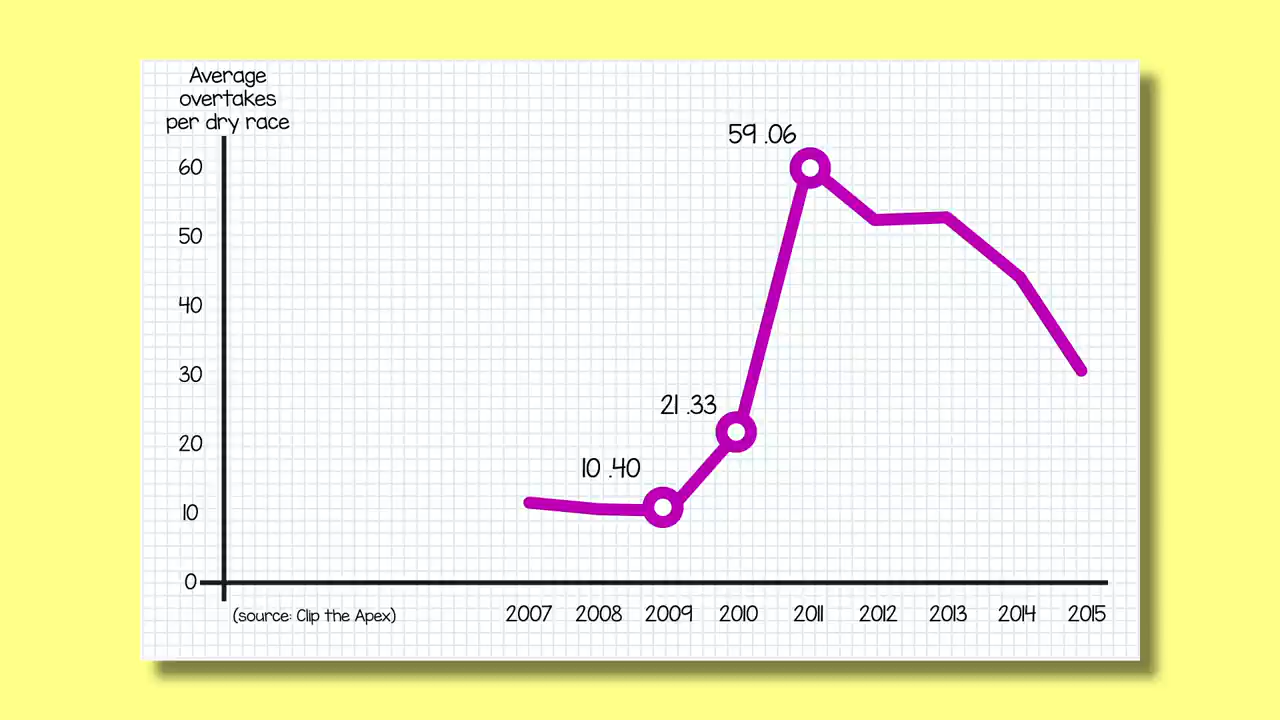 Average
overtakes
per dry race
59.06
60
50
40
30
21.33
20
10.40
10
0
(source: Clip the Apex)
2007 2008 2009 2010 2011 2012 2013 2014 2015